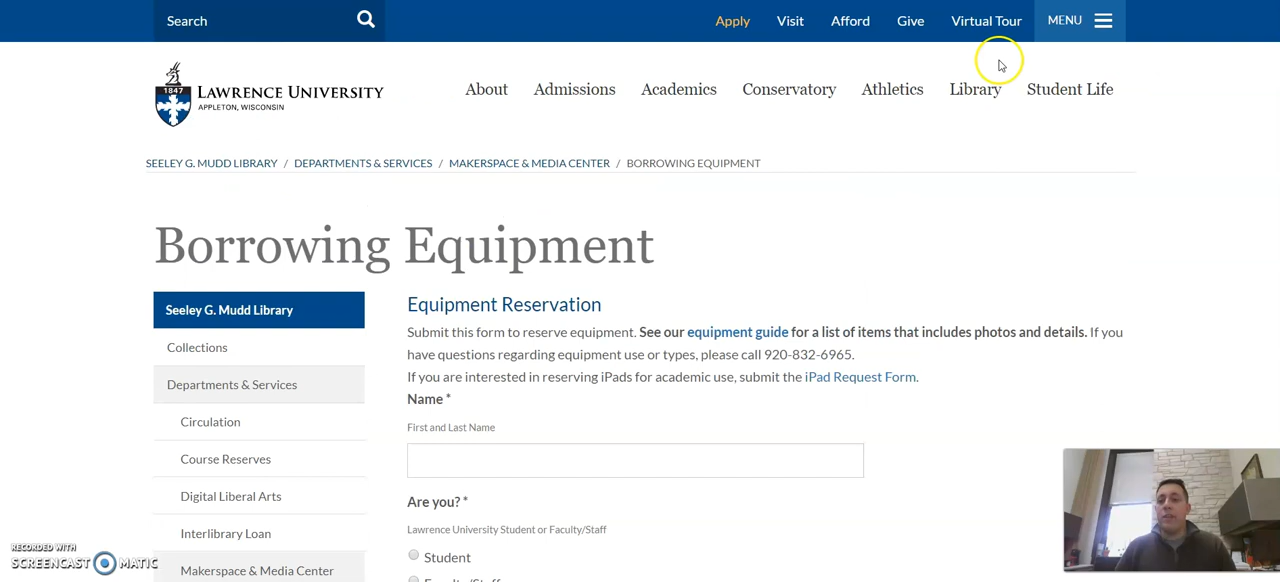 Search
Apply Visit Afford Give Virtual Tour MENU
1847
LAWRENCE UNIVERSITY
APPLETON, WISCONSIN
About Admissions Academics Conservatory Athletics Library Student Life
SEELEY G. MUDD LIBRARY / DEPARTMENTS & SERVICES / MAKERSPACE & MEDIA CENTER / BORROWING EQUIPMENT
Borrowing Equipment
Seeley G. Mudd Library
Collections
Departments & Services
Circulation
Course Reserves
Digital Liberal Arts
Interlibrary Loan
Makerspace & Media Center
Equipment Reservation
Submit this form to reserve equipment. See our equipment guide for a list of items that includes photos and details. If you
have questions regarding equipment use or types, please call 920-832-6965.
If you are interested in reserving iPads for academic use, submit the iPad Request Form.
Name *
First and Last Name
Are you? *
Lawrence University Student or Faculty/Staff
Student
Faculty/Staff
RECORDED WITH
SCREENCAST MATIC